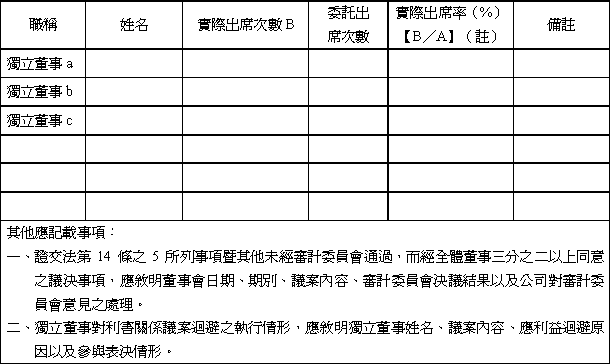 職稱 姓名 實際出席次數 B 委託出席次數 實際出席率（%）【B／A】（註） 備註
獨立董事 a
獨立董事 b
獨立董事 c
其他應記載事項：
一、證交法第 14 條之 5 所列事項暨其他未經審計委員會通過，而經全體董事三分之二以上同意
之議決事項，應敘明董事會日期、期別、議案內容、審計委員會決議結果以及公司對審計委
員會意見之處理。
二、獨立董事對利害關係議案迴避之執行情形，應敘明獨立董事姓名、議案內容、應利益迴避原
因以及參與表決情形。